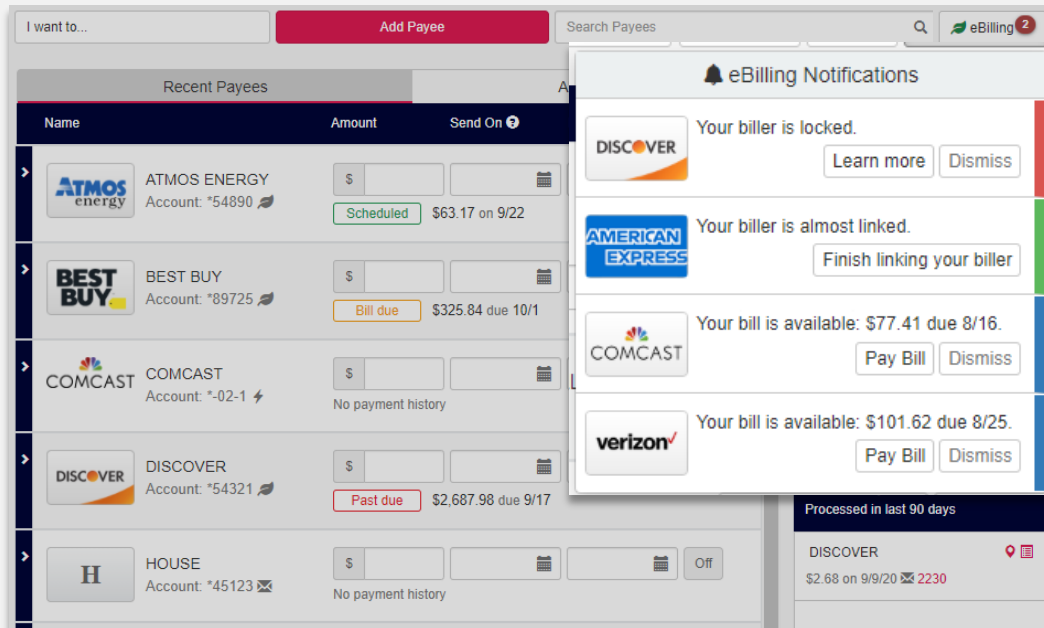 I want to...
Add Payee
Search Payees
eBilling 2
Recent Payees
A
Name Amount Send On
ATMOS energy
ATMOS ENERGY
Account: *54890
$
Scheduled $63.17 on 9/22
BEST BUY
BEST BUY
Account: *89725
$
Bill due $325.84 due 10/1
COMCAST
COMCAST
Account: *-02-1
$
No payment history
DISCOVER
DISCOVER
Account: *54321
$
Past due $2,687.98 due 9/17
H
HOUSE
Account: *45123
$
Off
No payment history
eBilling Notifications
DISCOVER
Your biller is locked.
Learn more Dismiss
AMERICAN EXPRESS
Your biller is almost linked.
Finish linking your biller
COMCAST
Your bill is available: $77.41 due 8/16.
Pay Bill Dismiss
verizon
Your bill is available: $101.62 due 8/25.
Pay Bill Dismiss
Processed in last 90 days
DISCOVER
$2.68 on 9/9/20 2230